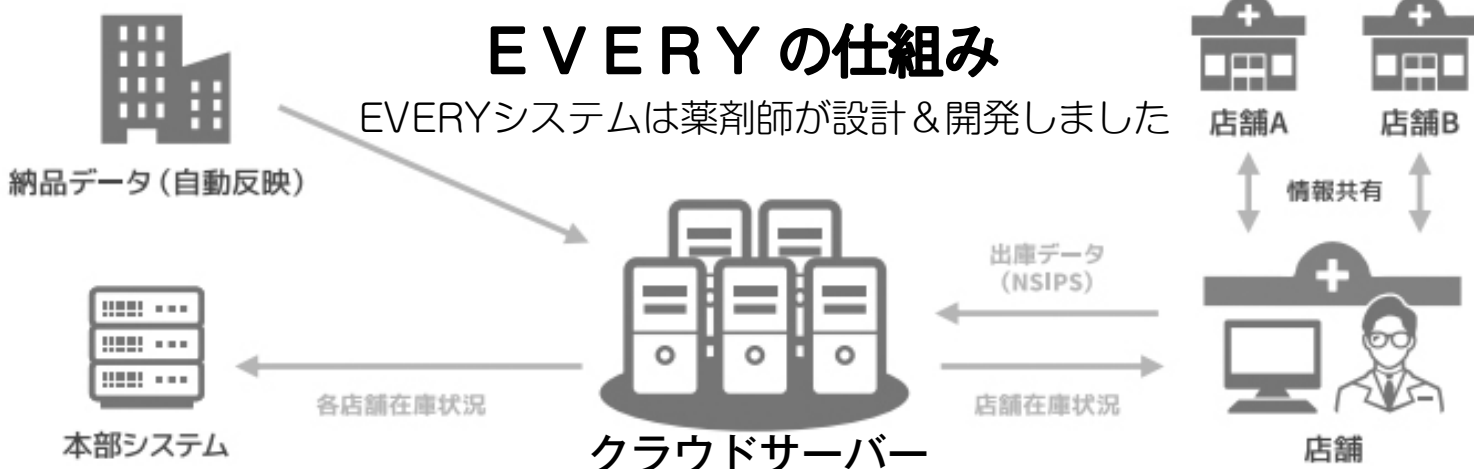 EVERYの仕組み
EVERYシステムは薬剤師が設計＆開発しました
店舗A
店舗B
納品データ（自動反映）
情報共有
出庫データ
（NSIPS）
各店舗在庫状況
店舗在庫状況
本部システム
クラウドサーバー
店舗